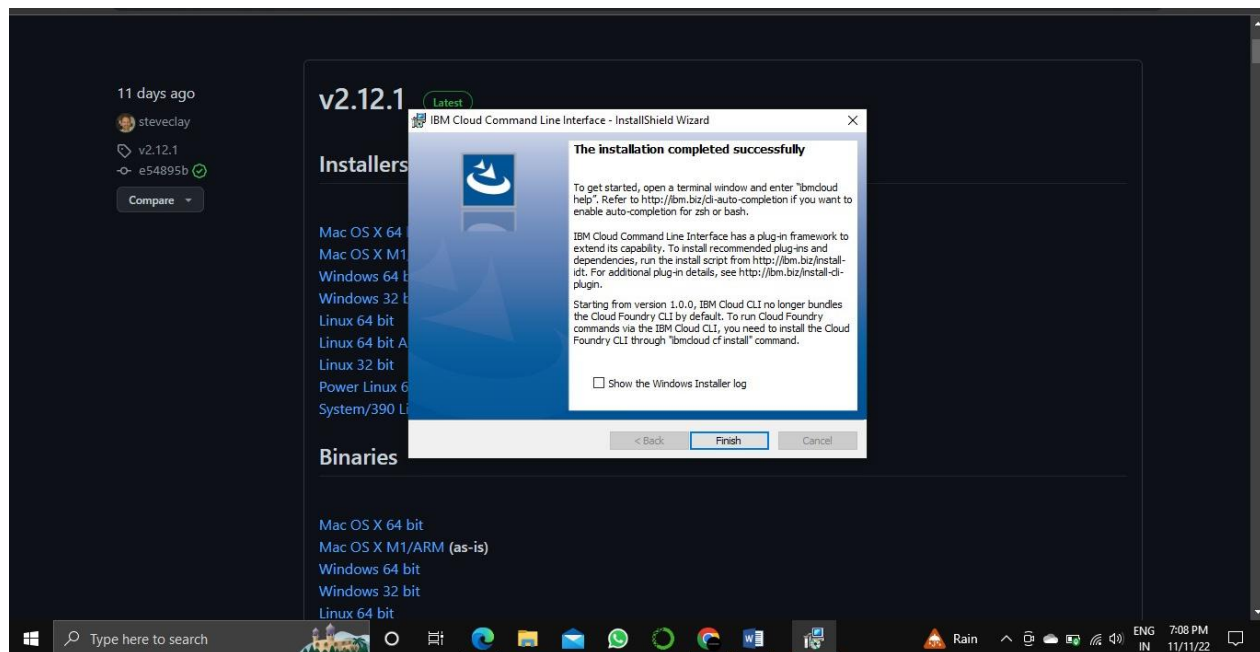 11 days ago
steveclay
v2.12.1
e54895b
Compare
v2.12.1
Latest
Installers
Mac OS X 64
Mac OS X M1
Windows 64
Windows 32
Linux 64 bit
Linux 64 bit A
Linux 32 bit
Power Linux 6
System/390 Li
Binaries
Mac OS X 64 bit
Mac OS X M1/ARM (as-is)
Windows 64 bit
Windows 32 bit
Linux 64 bit
IBM Cloud Command Line Interface - InstallShield Wizard
The installation completed successfully
To get started, open a terminal window and enter "ibmcloud
help". Refer to http://ibm.biz/cli-auto-completion if you want to
enable auto-completion for zsh or bash.
IBM Cloud Command Line Interface has a plug-in framework to
extend its capability. To install recommended plug-ins and
dependencies, run the install script from http://ibm.biz/install-
idt. For additional plug-in details, see http://ibm.biz/install-cli-
plugin.
Starting from version 1.0.0, IBM Cloud CLI no longer bundles
the Cloud Foundry CLI by default. To run Cloud Foundry
commands via the IBM Cloud CLI, you need to install the Cloud
Foundry CLI through "ibmcloud cf install" command.
Show the Windows Installer log
< Back
Finish
Cancel
Type here to search
Rain
ENG
IN
7:08 PM
11/11/22